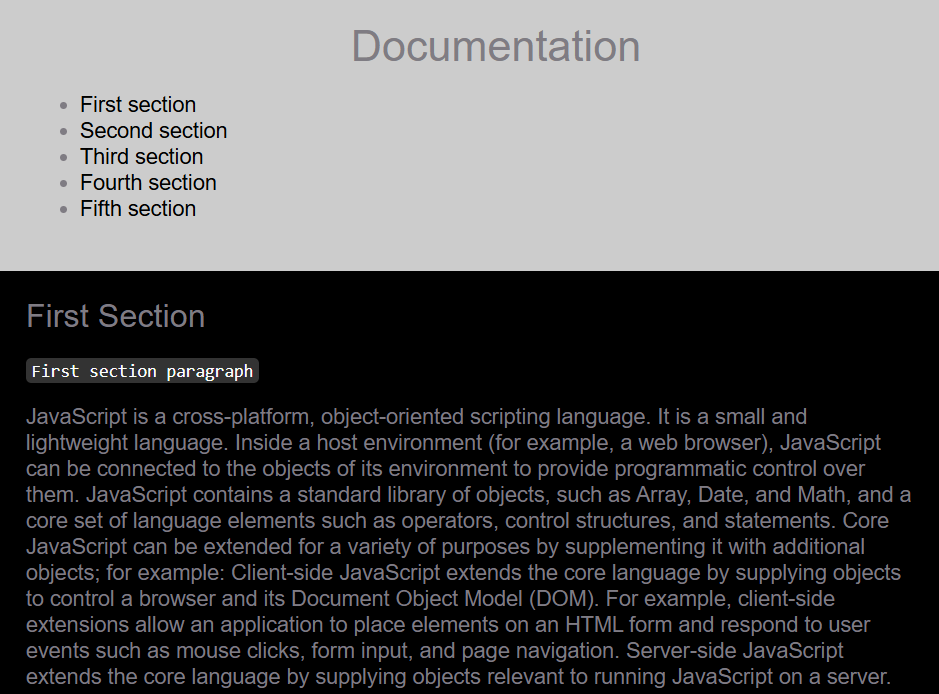 Documentation
First section
Second section
Third section
Fourth section
Fifth section
First Section
First section paragraph
JavaScript is a cross-platform, object-oriented scripting language. It is a small and
lightweight language. Inside a host environment (for example, a web browser), JavaScript
can be connected to the objects of its environment to provide programmatic control over
them. JavaScript contains a standard library of objects, such as Array, Date, and Math, and a
core set of language elements such as operators, control structures, and statements. Core
JavaScript can be extended for a variety of purposes by supplementing it with additional
objects; for example: Client-side JavaScript extends the core language by supplying objects
to control a browser and its Document Object Model (DOM). For example, client-side
extensions allow an application to place elements on an HTML form and respond to user
events such as mouse clicks, form input, and page navigation. Server-side JavaScript
extends the core language by supplying objects relevant to running JavaScript on a server.